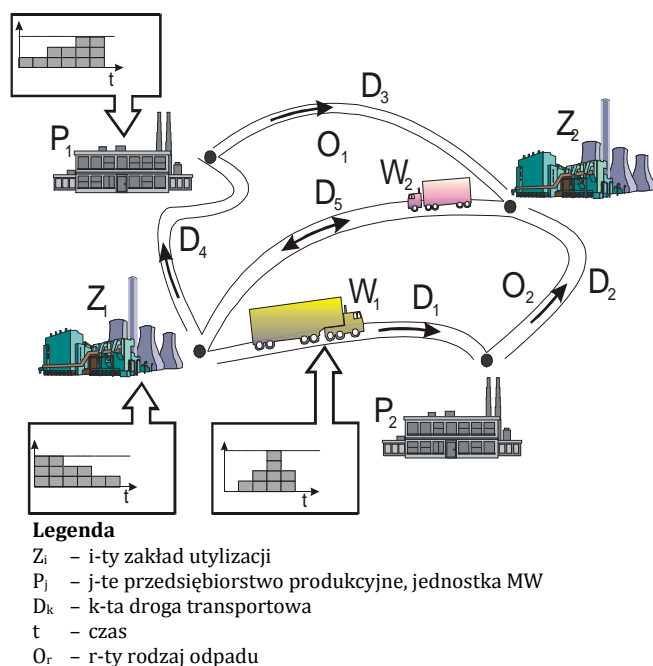 t
P1
D3
Z2
O1
W2
D5
D4
Z1
W1
D1
O2
D2
P2
t
t
Legenda
Zi – i-ty zakład utylizacji
Pj – j-te przedsiębiorstwo produkcyjne, jednostka MW
Dk – k-ta droga transportowa
t – czas
Or – r-ty rodzaj odpadu